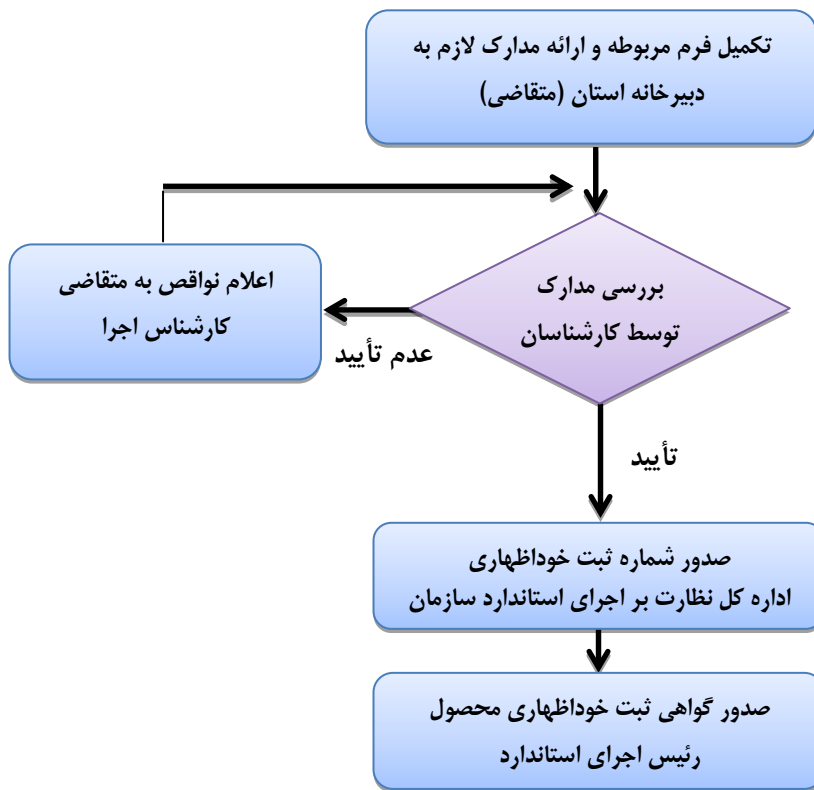 تکمیل فرم مربوطه و ارائه مدارک لازم به
دبیرخانه استان (متقاضی)
بررسی مدارک
توسط کارشناسان
اعلام نواقص به متقاضی
کارشناس اجرا
عدم تأیید
تأیید
صدور شماره ثبت خوداظهاری
اداره کل نظارت بر اجرای استاندارد سازمان
صدور گواهی ثبت خوداظهاری محصول
رئیس اجرای استاندارد